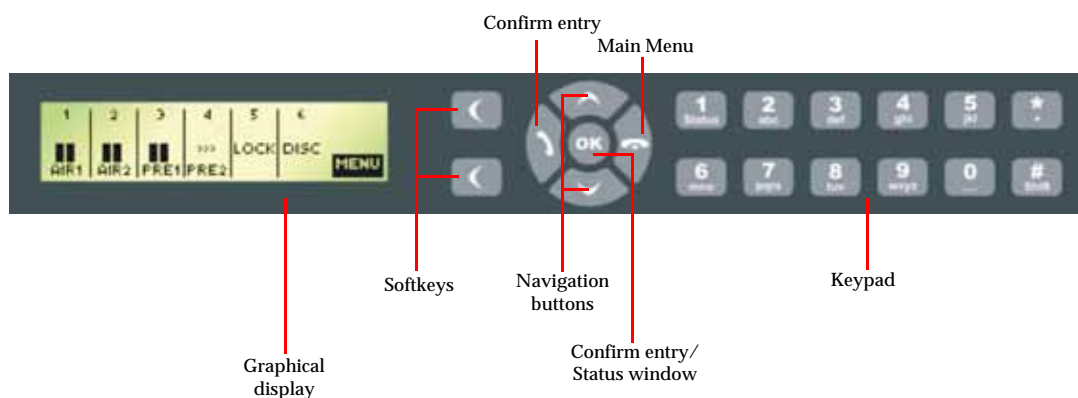 Confirm entry
Main Menu
1 2 3 4 5 6
AIR1 AIR2 PRE1 >>> PRE2 LOCK DISC MENU
OK
1 2 3 4 5 *
Status abc def ghi jkl •
6 7 8 9 0 #
mno pqrs tuv wxyz _ Shift
Softkeys
Navigation
buttons
Keypad
Confirm entry/
Status window
Graphical
display